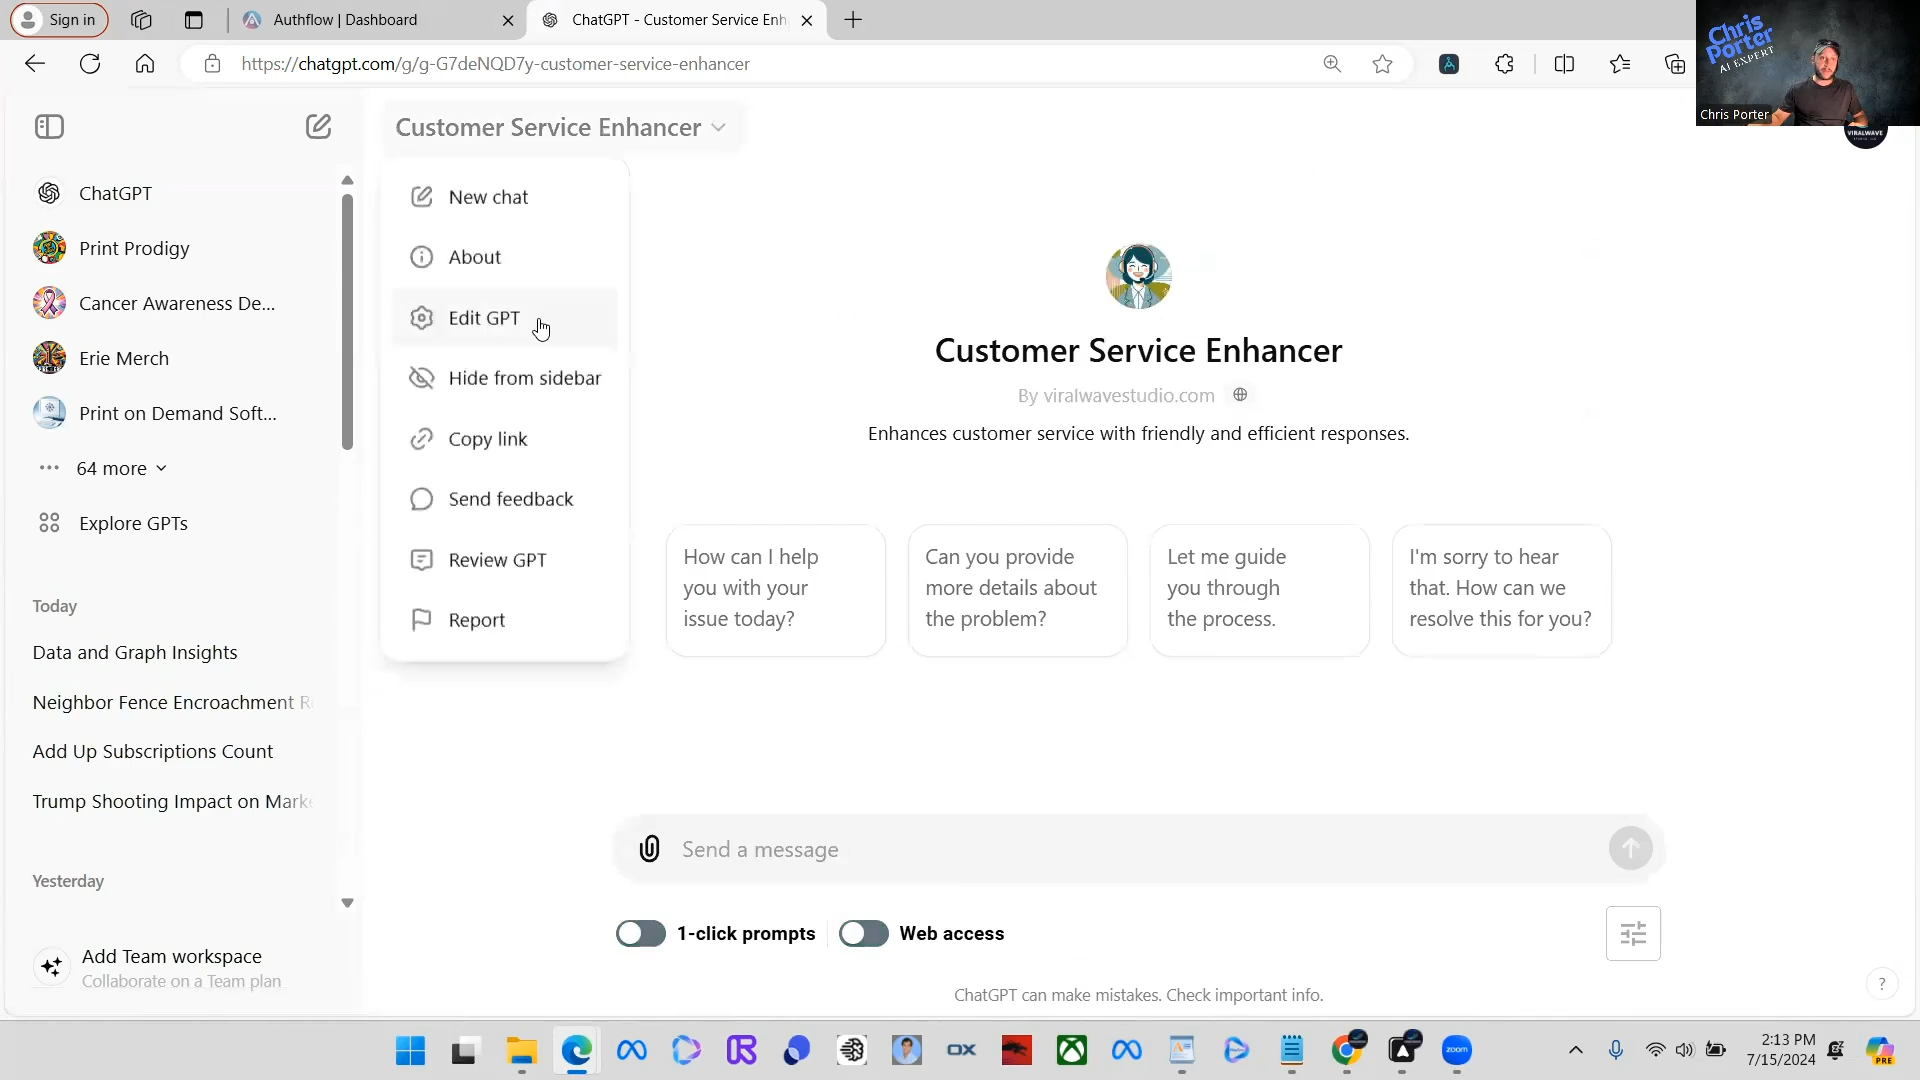 Sign in
Authflow | Dashboard
ChatGPT - Customer Service Enh
https://chatgpt.com/g/g-G7deNQD7y-customer-service-enhancer
Chris
Porter
AI EXPERT
Chris Porter
VIRALWAVE
Customer Service Enhancer
ChatGPT
Print Prodigy
Cancer Awareness De...
Erie Merch
Print on Demand Soft...
64 more
Explore GPTs
Today
Data and Graph Insights
Neighbor Fence Encroachment R
Add Up Subscriptions Count
Trump Shooting Impact on Marke
Yesterday
Add Team workspace
Collaborate on a Team plan
New chat
About
Edit GPT
Hide from sidebar
Copy link
Send feedback
Review GPT
Report
Customer Service Enhancer
By viralwavestudio.com
Enhances customer service with friendly and efficient responses.
How can I help
you with your
issue today?
Can you provide
more details about
the problem?
Let me guide
you through
the process.
I'm sorry to hear
that. How can we
resolve this for you?
Send a message
1-click prompts
Web access
ChatGPT can make mistakes. Check important info.
?
OX
zoom
2:13 PM
7/15/2024
PRE